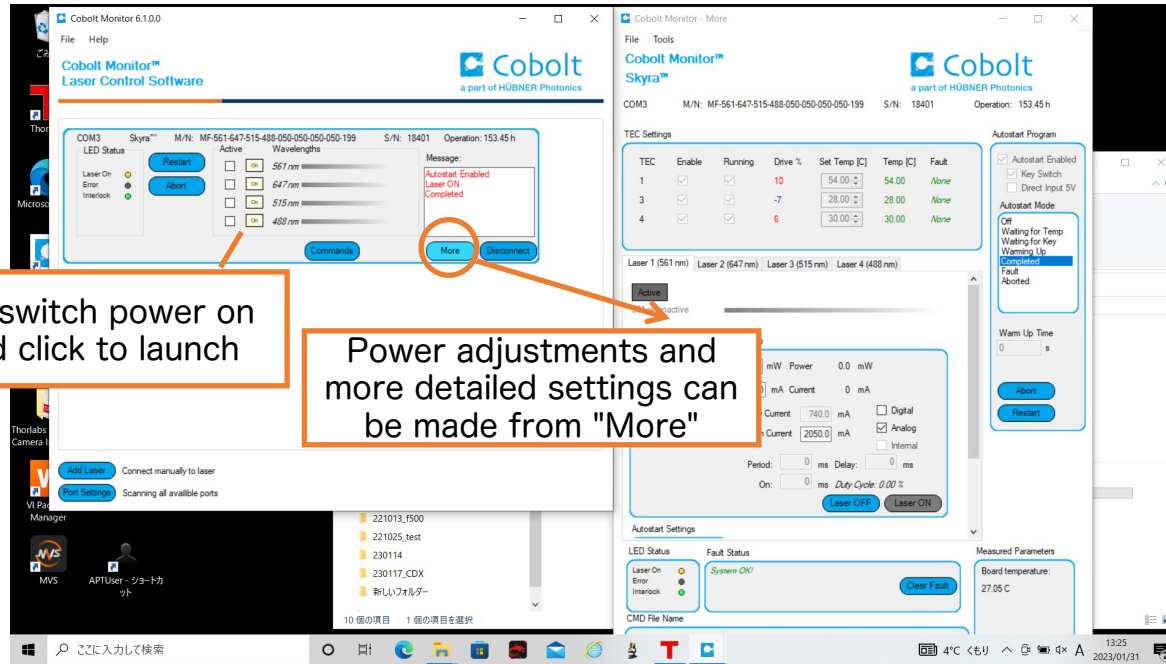 Cobolt Monitor 6.1.0.0
File Help
Cobolt Monitor™
Laser Control Software
Cobolt
a part of HÜBNER Photonics
COM3 Skyra™ M/N: MF-561-647-515-488-050-050-050-050-199 S/N: 18401 Operation: 153.45 h
LED Status
Laser On
Error
Interlock
Restart
Abort
Active Wavelengths
On 561 nm
On 647 nm
On 515 nm
On 488 nm
Message:
Autostart Enabled
Laser ON
Completed
Commands
More
Disconnect
switch power on
click to launch
Power adjustments and
more detailed settings can
be made from "More"
Add Laser Connect manually to laser
Port Settings Scanning all availible ports
Cobolt Monitor - More
File Tools
Cobolt Monitor™
Skyra™
Cobolt
a part of HÜBNER Photonics
COM3 M/N: MF-561-647-515-488-050-050-050-050-199 S/N: 18401 Operation: 153.45 h
TEC Settings
TEC Enable Running Drive % Set Temp [C] Temp [C] Fault
1 10 54.00 54.00 None
3 -7 28.00 28.00 None
4 6 30.00 30.00 None
Autostart Program
Autostart Enabled
Key Switch
Direct Input 5V
Autostart Mode
Off
Waiting for Temp
Waiting for Key
Warming Up
Completed
Fault
Aborted
Warm Up Time
0 s
Abort
Restart
Laser 1 (561 nm) Laser 2 (647 nm) Laser 3 (515 nm) Laser 4 (488 nm)
Active
mW Power 0.0 mW
mA Current 0 mA
Current 740.0 mA
Current 2050.0 mA
Digital
Analog
Internal
Period: 0 ms Delay: 0 ms
On: 0 ms Duty Cycle: 0.00 %
Laser OFF Laser ON
Autostart Settings
LED Status
Laser On
Error
Interlock
Fault Status
System OK!
Clear Fault
Measured Parameters
Board temperature:
27.05 C
CMD File Name
221013_f500
221025_test
230114
230117_CDX
新しいフォルダー
10 個の項目 1 個の項目を選択
Thorlabs
Camera
Manager
MVS
APTUser - ショートカ
ット
ここに入力して検索
4°C くもり
A
13:25
2023/01/31